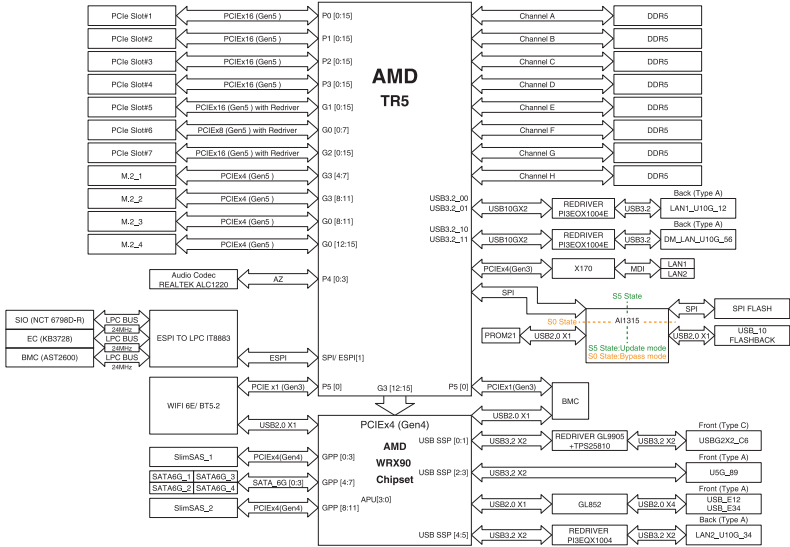 PCIe Slot#1 PCIEx16 (Gen5 ) P0 [0:15] Channel A DDR5
PCIe Slot#2 PCIEx16 (Gen5 ) P1 [0:15] Channel B DDR5
PCIe Slot#3 PCIEx16 (Gen5 ) P2 [0:15] Channel C DDR5
AMD
PCIe Slot#4 PCIEx16 (Gen5 ) P3 [0:15] Channel D DDR5
TR5
PCIe Slot#5 PCIEx16 (Gen5 ) with Redriver G1 [0:15] Channel E DDR5
PCIe Slot#6 PCIEx8 (Gen5 ) with Redriver G0 [0:7] Channel F DDR5
PCIe Slot#7 PCIEx16 (Gen5 ) with Redriver G2 [0:15] Channel G DDR5
M.2_1 PCIEx4 (Gen5 ) G3 [4:7] Channel H DDR5
M.2_2 PCIEx4 (Gen5 ) G3 [8:11]
M.2_3 PCIEx4 (Gen5 ) G0 [8:11]
M.2_4 PCIEx4 (Gen5 ) G0 [12:15]
Back (Type A)
USB3.2_00
USB3.2_01
USB10GX2
REDRIVER
PI3EOX1004E
USB3.2
LAN1_U10G_12
Back (Type A)
USB3.2_10
USB3.2_11
USB10GX2
REDRIVER
PI3EOX1004E
USB3.2
DM_LAN_U10G_56
Audio Codec
REALTEK ALC1220
AZ
P4 [0:3]
PCIEx4(Gen3)
X170
MDI
LAN1
LAN2
SPI
S5 State
AI1315
S0 State
SPI
SPI FLASH
PROM21
USB2.0 X1
USB2.0 X1
USB_10
FLASHBACK
S5 State:Update mode
S0 State:Bypass mode
SIO (NCT 6798D-R)
LPC BUS
24MHz
EC (KB3728)
LPC BUS
24MHz
BMC (AST2600)
LPC BUS
24MHz
ESPI TO LPC IT8883
ESPI
SPI/ ESPI[1]
WIFI 6E/ BT5.2
PCIE x1 (Gen3)
P5 [0]
G3 [12:15]
P5 [0]
PCIEx1(Gen3)
BMC
USB2.0 X1
USB2.0 X1
PCIEx4 (Gen4)
AMD
WRX90
Chipset
Front (Type C)
USB SSP [0:1]
USB3.2 X2
REDRIVER GL9905
+TPS25810
USB3.2 X2
USBG2X2_C6
SlimSAS_1
PCIEx4(Gen4)
GPP [0:3]
Front (Type A)
USB SSP [2:3]
USB3.2 X2
U5G_89
SATA6G_1 SATA6G_3
SATA6G_2 SATA6G_4
SATA_6G [0:3]
GPP [4:7]
APU[3:0]
SlimSAS_2
PCIEx4(Gen4)
GPP [8:11]
Front (Type A)
USB2.0 X1
GL852
USB2.0 X4
USB_E12
USB_E34
Back (Type A)
USB SSP [4:5]
USB3.2 X2
REDRIVER
PI3EQX1004
USB3.2 X2
LAN2_U10G_34